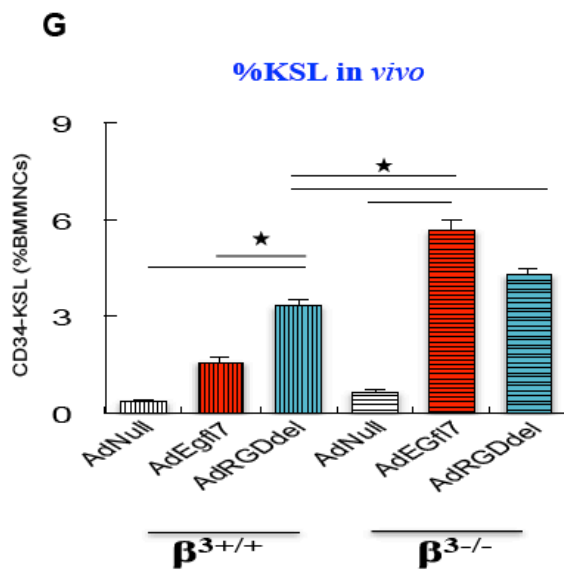 G
%KSL in vivo
CD34-KSL (%BMMNCs)
9
6
3
0
★
★
AdNull
AdEgfl7
AdRGDdel
AdNull
AdEGfl7
AdRGDdel
β3+/+
β3-/-